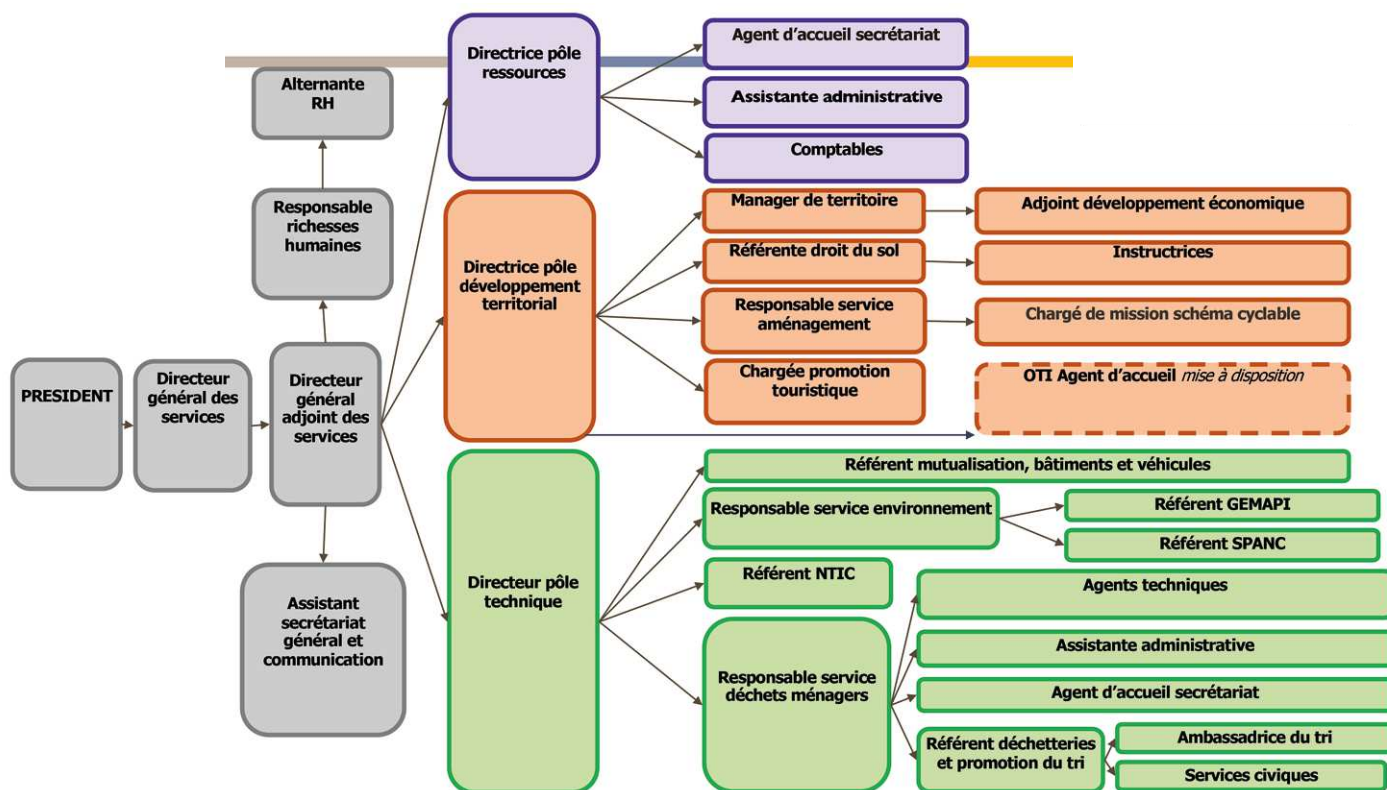 PRESIDENT
Directeur
général des
services
Alternante
RH
Responsable
richesses
humaines
Directeur
général
adjoint des
services
Assistant
secrétariat
général et
communication
Directrice pôle
ressources
Agent d’accueil secrétariat
Assistante administrative
Comptables
Directrice pôle
développement
territorial
Manager de territoire
Adjoint développement économique
Référente droit du sol
Instructrices
Responsable service
aménagement
Chargé de mission schéma cyclable
Chargée promotion
touristique
OTI Agent d’accueil mise à disposition
Directeur pôle
technique
Référent mutualisation, bâtiments et véhicules
Responsable service environnement
Référent GEMAPI
Référent SPANC
Référent NTIC
Responsable service
déchets ménagers
Agents techniques
Assistante administrative
Agent d’accueil secrétariat
Référent déchetteries
et promotion du tri
Ambassadrice du tri
Services civiques